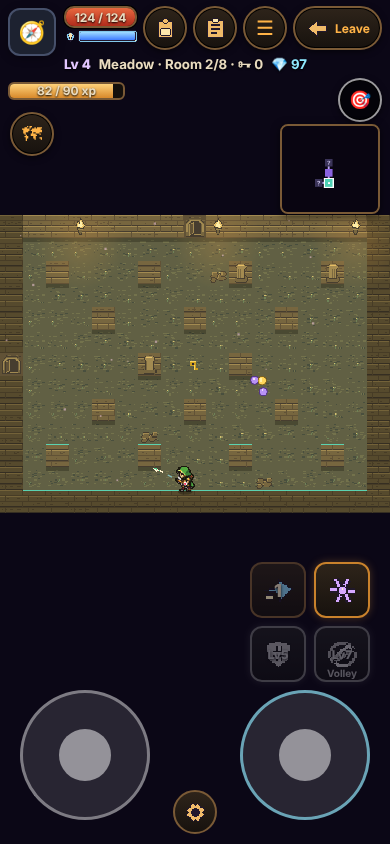 124 / 124
Leave
Lv 4 Meadow · Room 2/8 · 0 97
82 / 90 xp
?
?
Volley